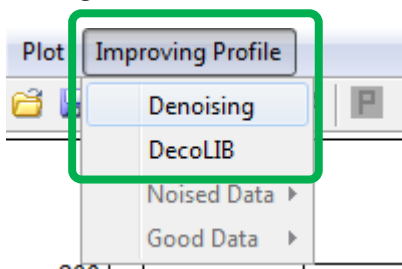 Plot Improving Profile
P
Denoising
DecoLIB
Noised Data
Good Data